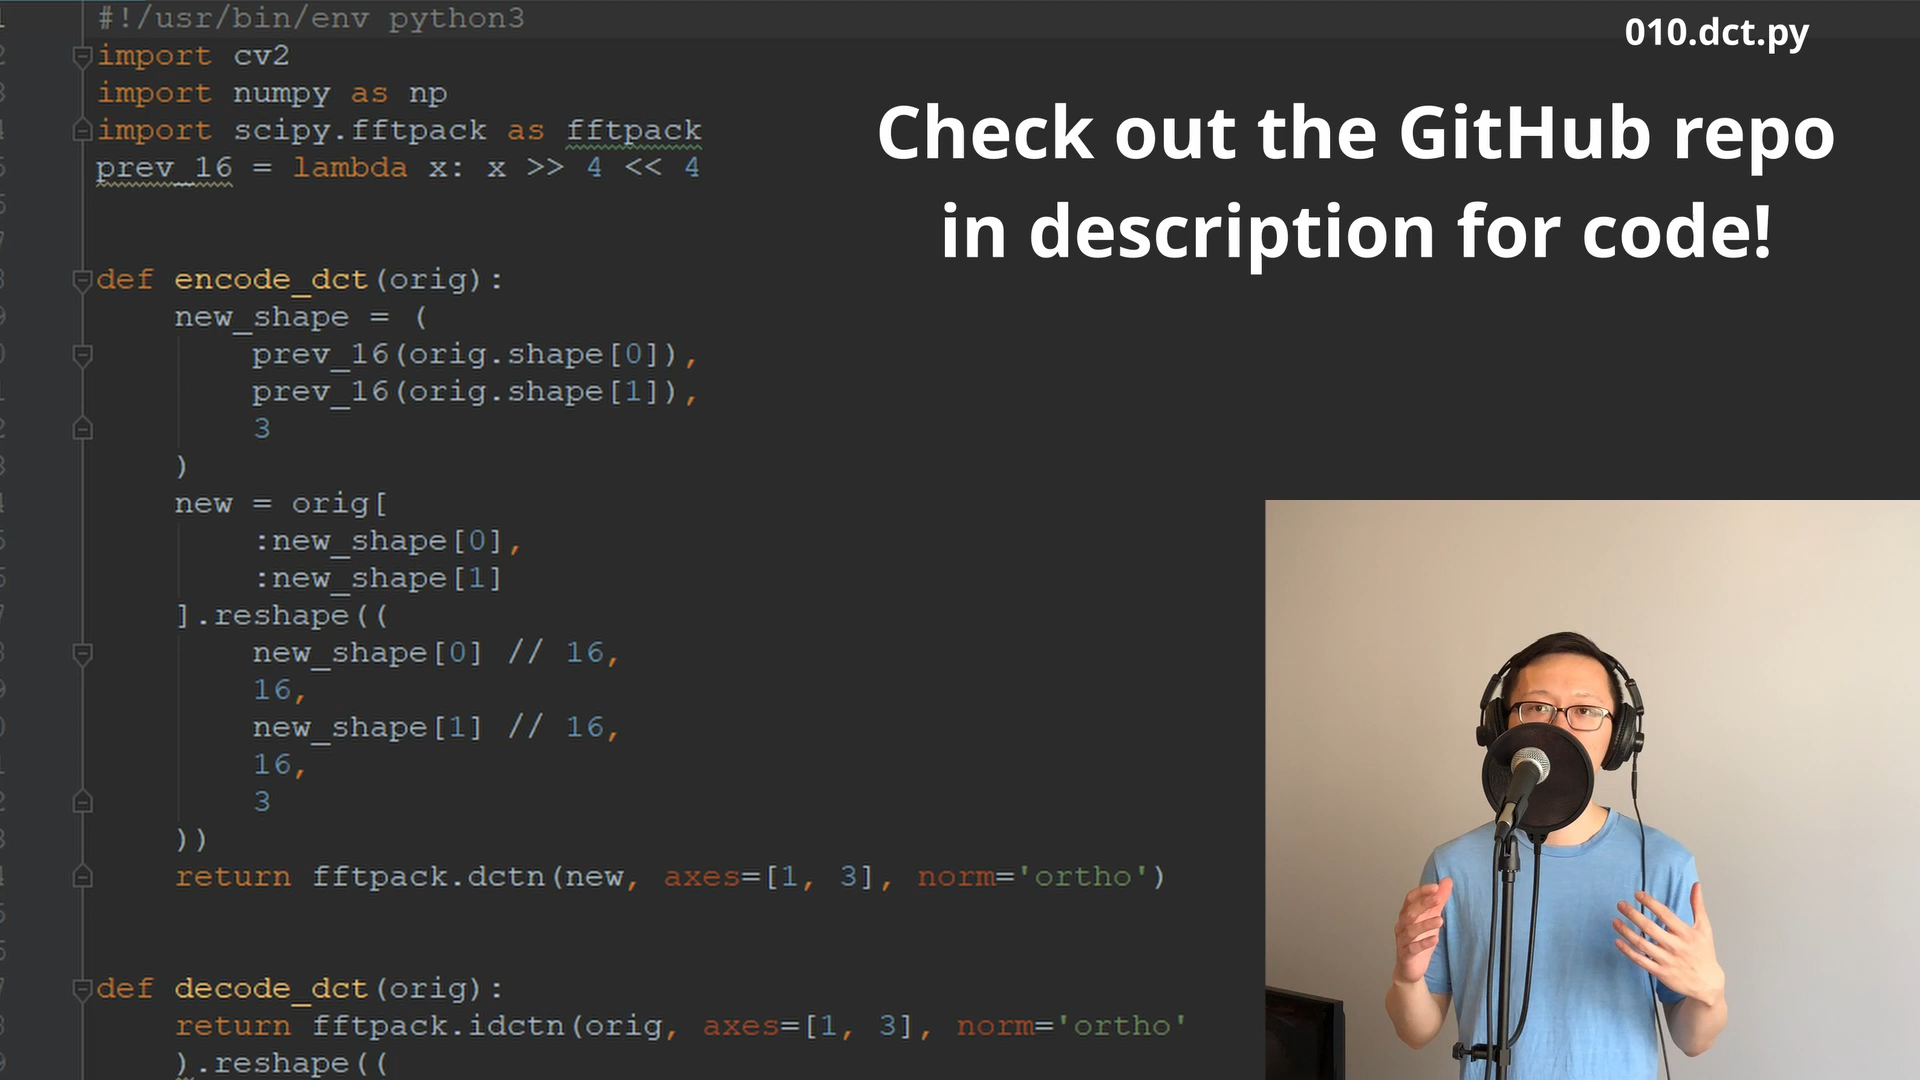 #!/usr/bin/env python3
010.dct.py
import cv2
import numpy as np
import scipy.fftpack as fftpack
prev_16 = lambda x: x >> 4 << 4
Check out the GitHub repo
in description for code!
def encode_dct(orig):
    new_shape = (
        prev_16(orig.shape[0]),
        prev_16(orig.shape[1]),
        3
    )
    new = orig[
        :new_shape[0],
        :new_shape[1]
    ].reshape((
        new_shape[0] // 16,
        16,
        new_shape[1] // 16,
        16,
        3
    ))
    return fftpack.dctn(new, axes=[1, 3], norm='ortho')
def decode_dct(orig):
    return fftpack.idctn(orig, axes=[1, 3], norm='ortho'
    ).reshape((